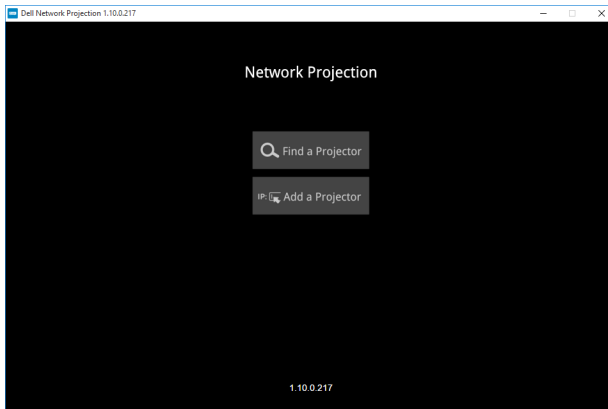 Dell Network Projection 1.10.0.217
Network Projection
Find a Projector
IP: Add a Projector
1.10.0.217